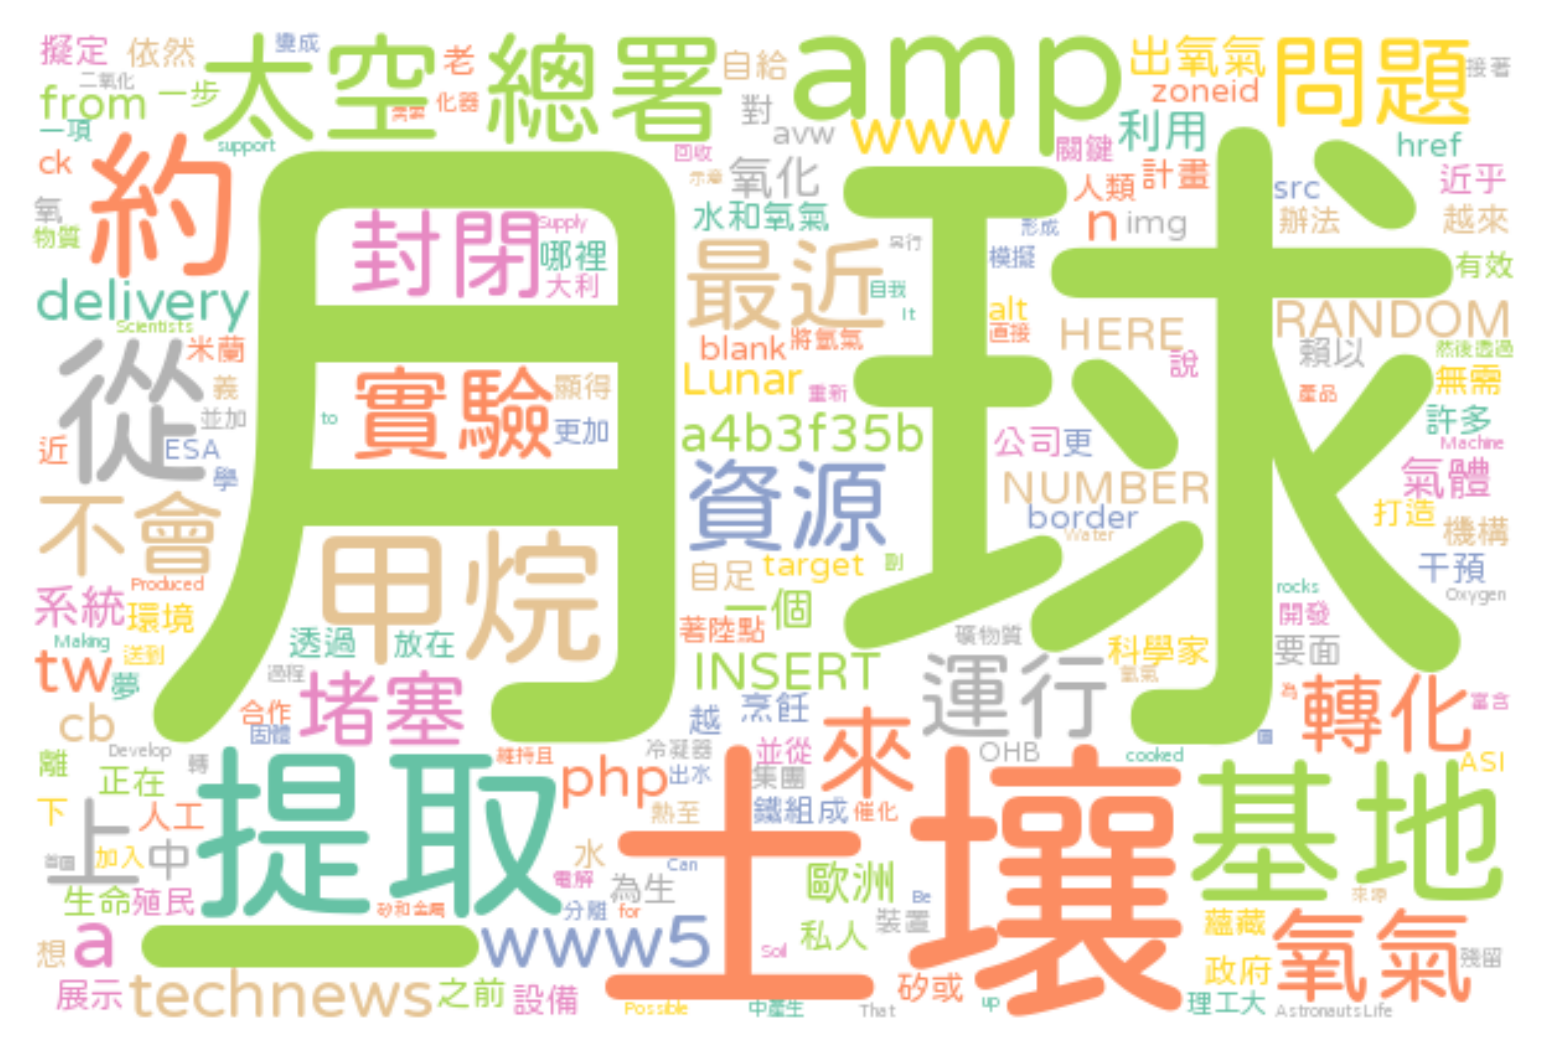 擬定 依然 變成 太空總署 老 自給 amp 出氧氣 問題 接著
二氧化 from 一步 化器 對 zoneid
一項 support avw www 關鍵 利用 href
ck 約 回收 氧化 人類 計畫 src 近乎
氧 物質 水和氧氣 n img 辦法 越來
封閉 Supply 哪裡 大利 最近 形成 模擬 有效
delivery Scientists 月球 自我 It alt 直接 HERE RANDOM
米蘭 blank 將氫氣 說 賴以 然後透過
從 義 並加 實驗 顯得 Lunar 重新 產品 無需
近 ESA 學 to 更加 a4b3f35b 公司 更 許多 Machine
不會 資源 NUMBER 氣體
甲烷 border Water 打造 機構
Produced 自足 target 副 干預
系統 環境 一個 rocks 開發 Oxygen
Making 送到 透過 放在 著陸點 礦物質 科學家 要面
tw 夢 過程 堵塞 INSERT 運行 氫氣 為 轉化 富含
cb 合作 固體 越 烹飪 來 圖
Develop 維持且 冷凝器 並從 OHB cooked ASI
離 正在 轉 提取 php 出水 集團 土壤 基地
下 上 人工 熱至 鐵組成 催化
加入 中 水 電解 Can
生命 殖民 矽和金屬 分離 for 為生 歐洲 Be 來源
想 a www5 Soil 私人 裝置 蘊藏 氧氣 殘留
展示 technews 之前 設備 矽或 政府
Possible 中產生 That up 理工大 AstronautsLife